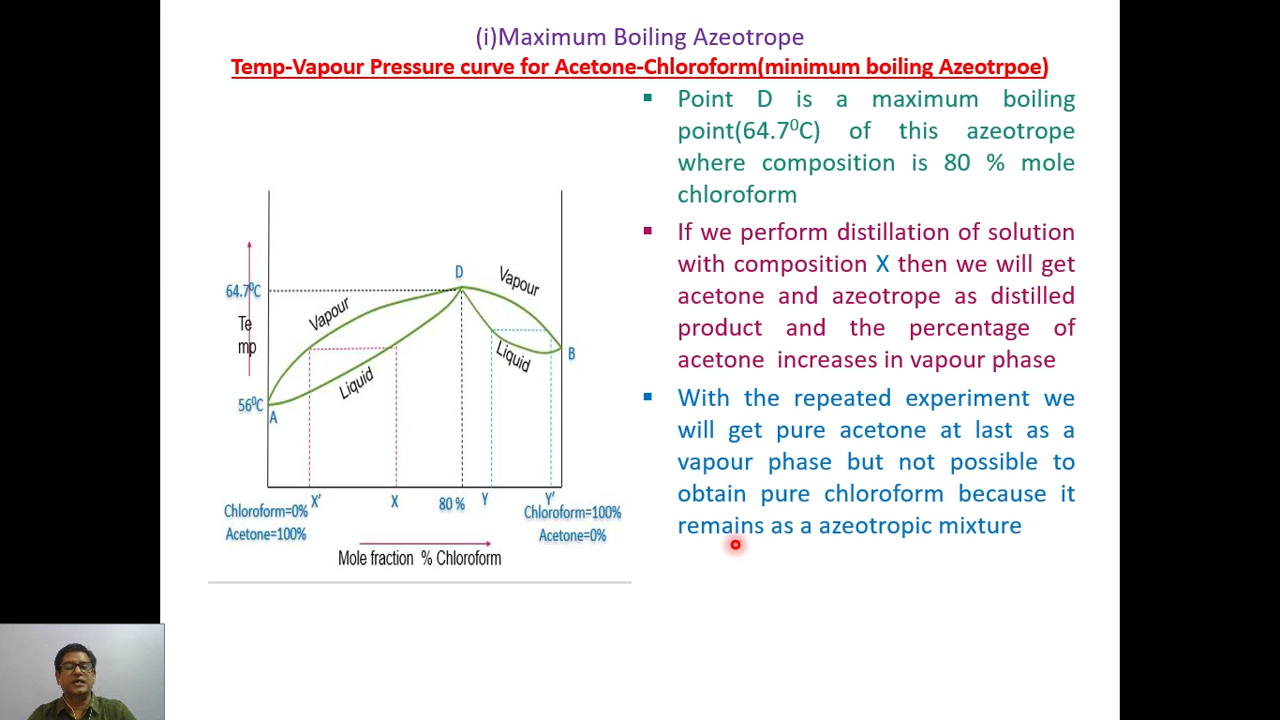 (i)Maximum Boiling Azeotrope
Temp-Vapour Pressure curve for Acetone-Chloroform(minimum boiling Azeotrpoe)
▪ Point D is a maximum boiling
point(64.7⁰C) of this azeotrope
where composition is 80 % mole
chloroform
▪ If we perform distillation of solution
with composition X then we will get
acetone and azeotrope as distilled
product and the percentage of
acetone increases in vapour phase
▪ With the repeated experiment we
will get pure acetone at last as a
vapour phase but not possible to
obtain pure chloroform because it
remains as a azeotropic mixture
D
Vapour
64.7⁰C
Vapour
Te
mp
B
Liquid
Liquid
56⁰C
A
X'
X
80 %
Y
Y'
Chloroform=0%
Acetone=100%
Chloroform=100%
Acetone=0%
Mole fraction % Chloroform